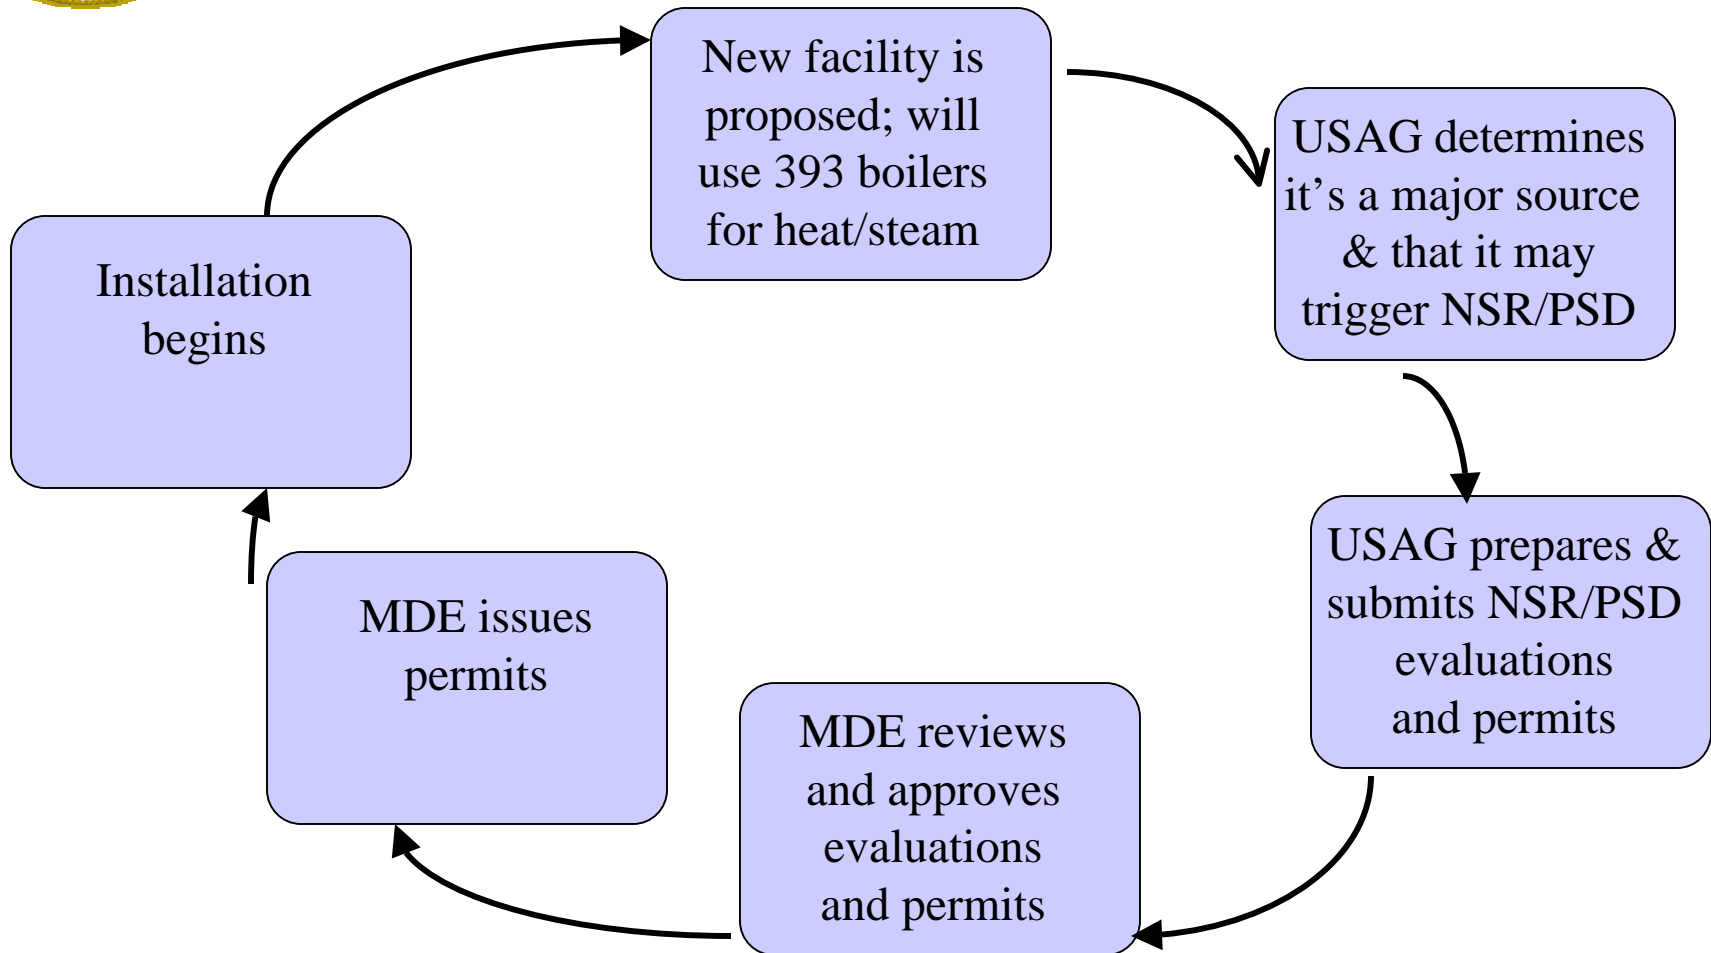 New facility is
proposed; will
use 393 boilers
for heat/steam
USAG determines
it’s a major source
& that it may
trigger NSR/PSD
USAG prepares &
submits NSR/PSD
evaluations
and permits
MDE reviews
and approves
evaluations
and permits
MDE issues
permits
Installation
begins